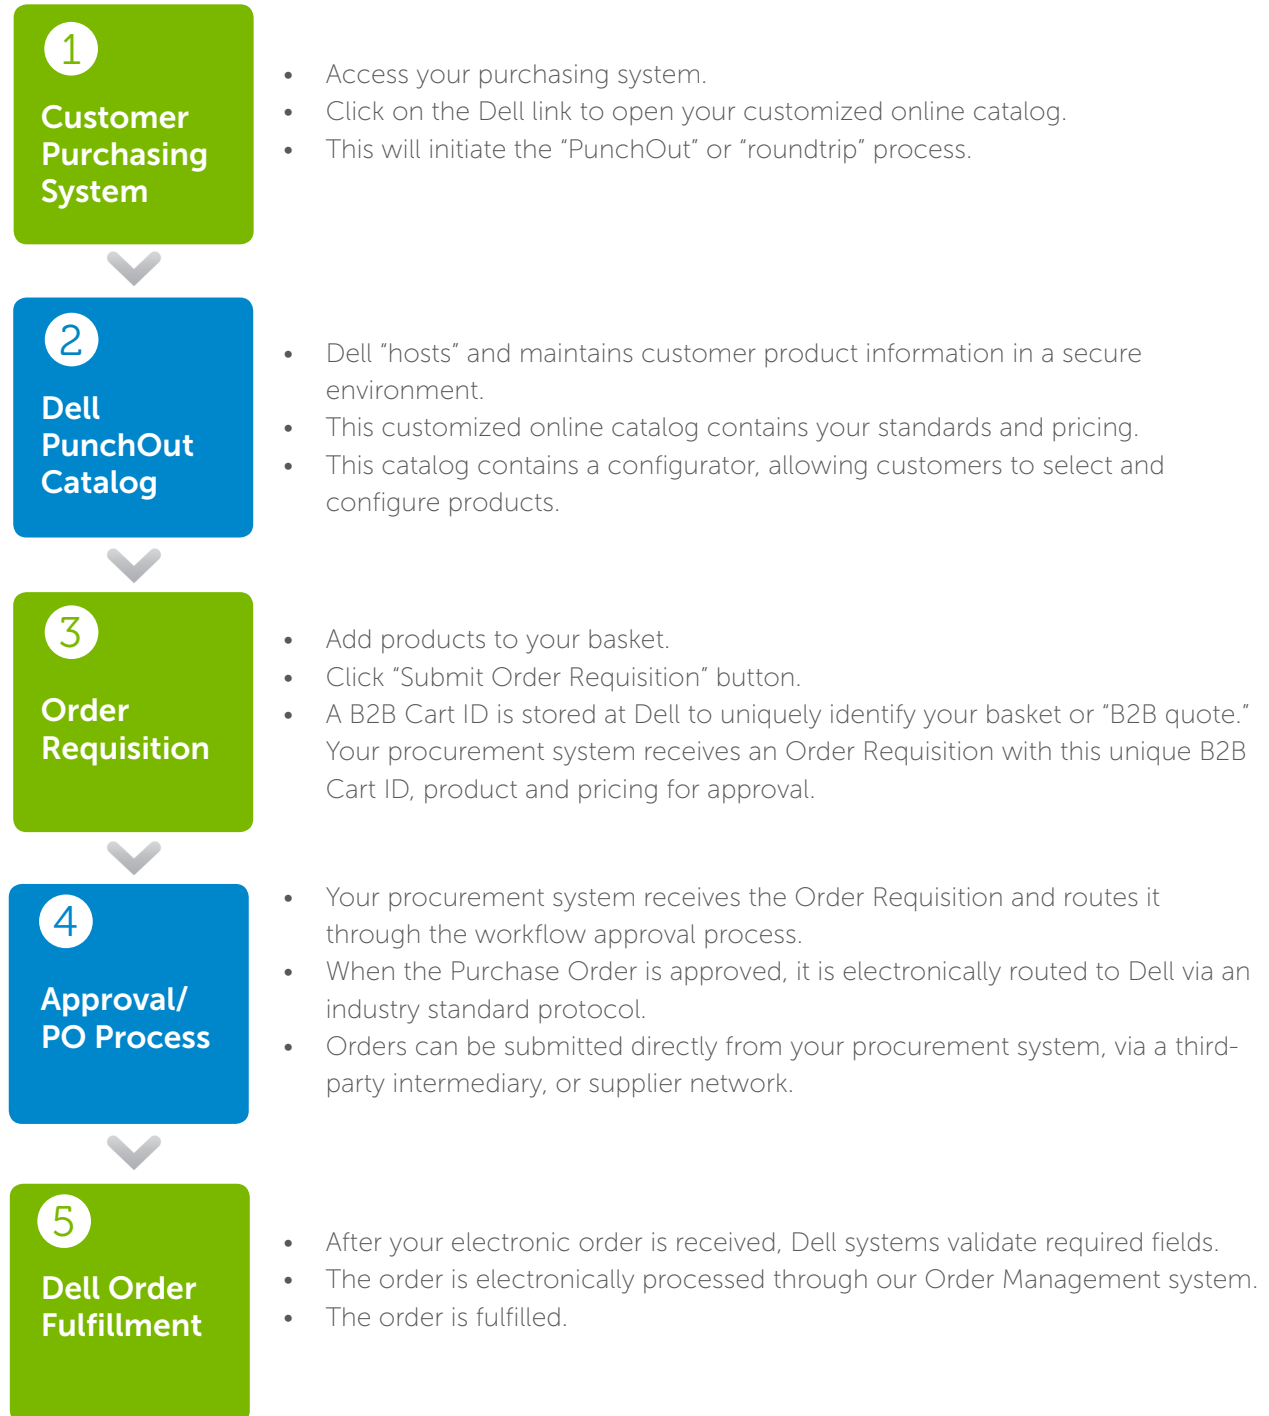 1
Customer
Purchasing
System
• Access your purchasing system.
• Click on the Dell link to open your customized online catalog.
• This will initiate the “PunchOut” or “roundtrip” process.
2
Dell
PunchOut
Catalog
• Dell “hosts” and maintains customer product information in a secure
environment.
• This customized online catalog contains your standards and pricing.
• This catalog contains a configurator, allowing customers to select and
configure products.
3
Order
Requisition
• Add products to your basket.
• Click “Submit Order Requisition” button.
• A B2B Cart ID is stored at Dell to uniquely identify your basket or “B2B quote.”
Your procurement system receives an Order Requisition with this unique B2B
Cart ID, product and pricing for approval.
4
Approval/
PO Process
• Your procurement system receives the Order Requisition and routes it
through the workflow approval process.
• When the Purchase Order is approved, it is electronically routed to Dell via an
industry standard protocol.
• Orders can be submitted directly from your procurement system, via a third-
party intermediary, or supplier network.
5
Dell Order
Fulfillment
• After your electronic order is received, Dell systems validate required fields.
• The order is electronically processed through our Order Management system.
• The order is fulfilled.